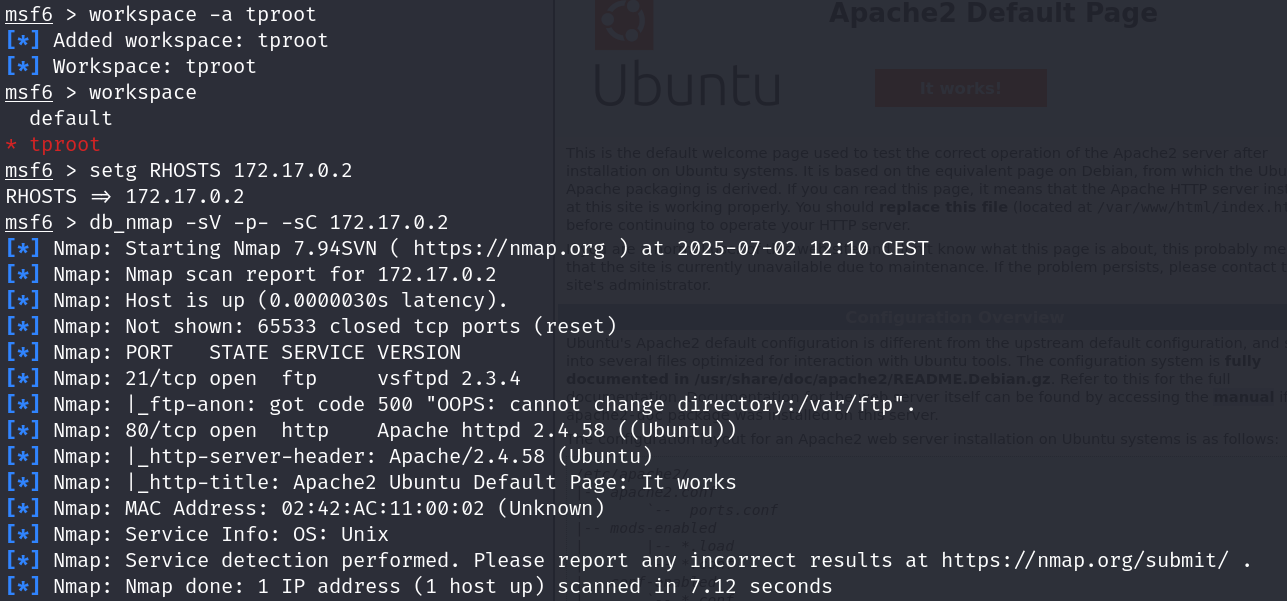 msf6 > workspace -a tproot
[*] Added workspace: tproot
[*] Workspace: tproot
msf6 > workspace
default
* tproot
msf6 > setg RHOSTS 172.17.0.2
RHOSTS => 172.17.0.2
msf6 > db_nmap -sV -p- -sC 172.17.0.2
[*] Nmap: Starting Nmap 7.94SVN ( https://nmap.org ) at 2025-07-02 12:10 CEST
[*] Nmap: Nmap scan report for 172.17.0.2
[*] Nmap: Host is up (0.0000030s latency).
[*] Nmap: Not shown: 65533 closed tcp ports (reset)
[*] Nmap: PORT   STATE SERVICE VERSION
[*] Nmap: 21/tcp open  ftp     vsftpd 2.3.4
[*] Nmap: |_ftp-anon: got code 500 "OOPS: cannot change directory:/var/ftp".
[*] Nmap: 80/tcp open  http    Apache httpd 2.4.58 ((Ubuntu))
[*] Nmap: |_http-server-header: Apache/2.4.58 (Ubuntu)
[*] Nmap: |_http-title: Apache2 Ubuntu Default Page: It works
[*] Nmap: MAC Address: 02:42:AC:11:00:02 (Unknown)
[*] Nmap: Service Info: OS: Unix
[*] Nmap: Service detection performed. Please report any incorrect results at https://nmap.org/submit/ .
[*] Nmap: Nmap done: 1 IP address (1 host up) scanned in 7.12 seconds
Apache2 Default Page
Ubuntu
It works!
This is the default welcome page used to test the correct operation of the Apache2 server after
installation on Ubuntu systems. It is based on the equivalent page on Debian, from which the
Apache packaging is derived. If you can read this page, it means that the Apache HTTP server
at this site is working properly. You should replace this file (located at /var/www/html/index.
before continuing to operate your HTTP server.
know what this page is about, this probably
that the site is currently unavailable due to maintenance. If the problem persists, please contact
site's administrator.
Configuration Overview
Ubuntu's Apache2 default configuration is different from the upstream default configuration, and
into several files optimized for interaction with Ubuntu tools. The configuration system is fully
documented in /usr/share/doc/apache2/README.Debian.gz. Refer to this for the full
server itself can be found by accessing the manual
package was installed on this server.
The configuration layout for an Apache2 web server installation on Ubuntu systems is as follows:
/etc/apache2/
|-- apache2.conf
`-- ports.conf
|-- mods-enabled
|-- *.load